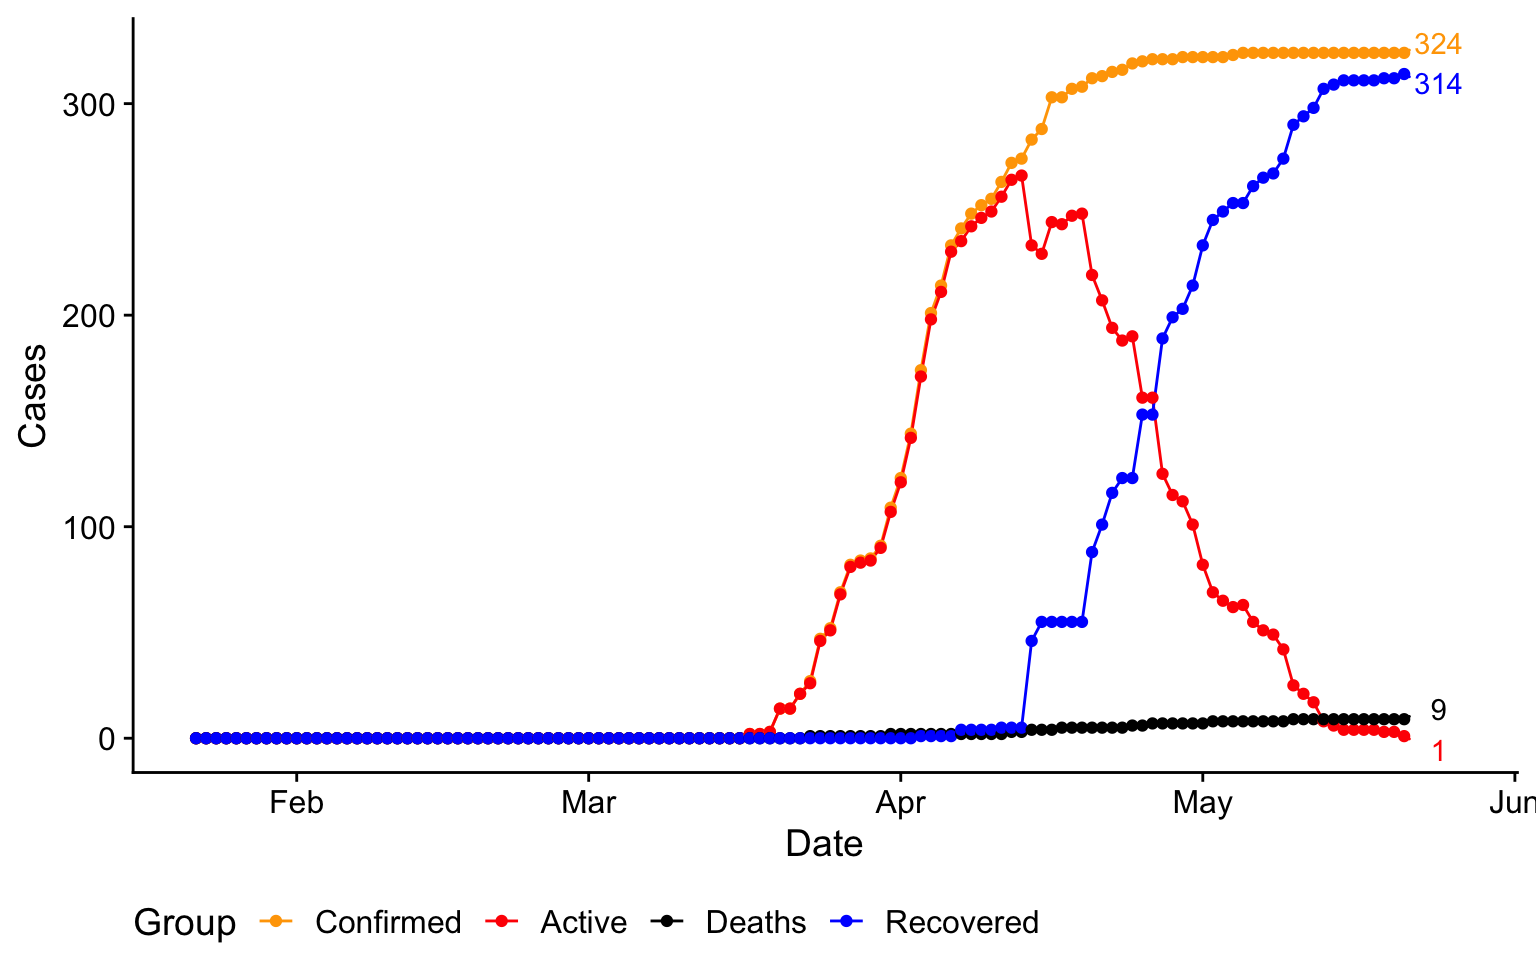 324
314
300
200
Cases
100
9
0
1
Feb Mar Apr May Jun
Date
Group Confirmed Active Deaths Recovered